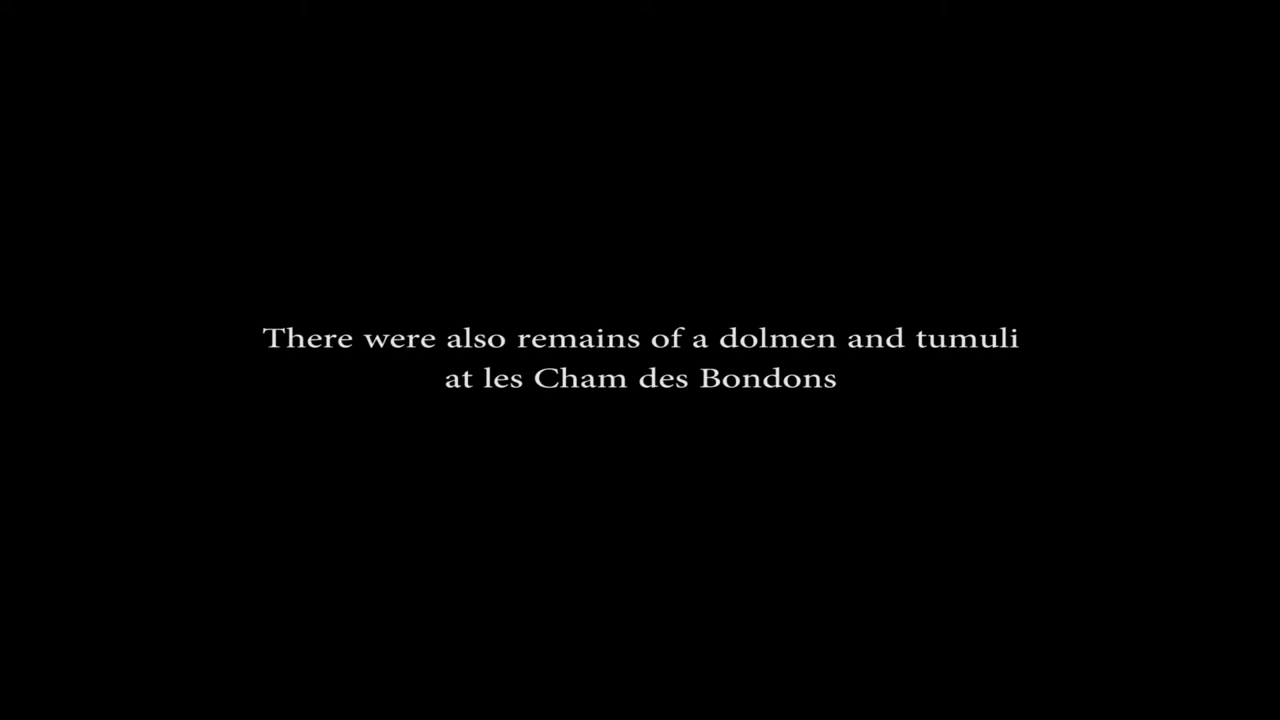 There were also remains of a dolmen and tumuli
at les Cham des Bondons